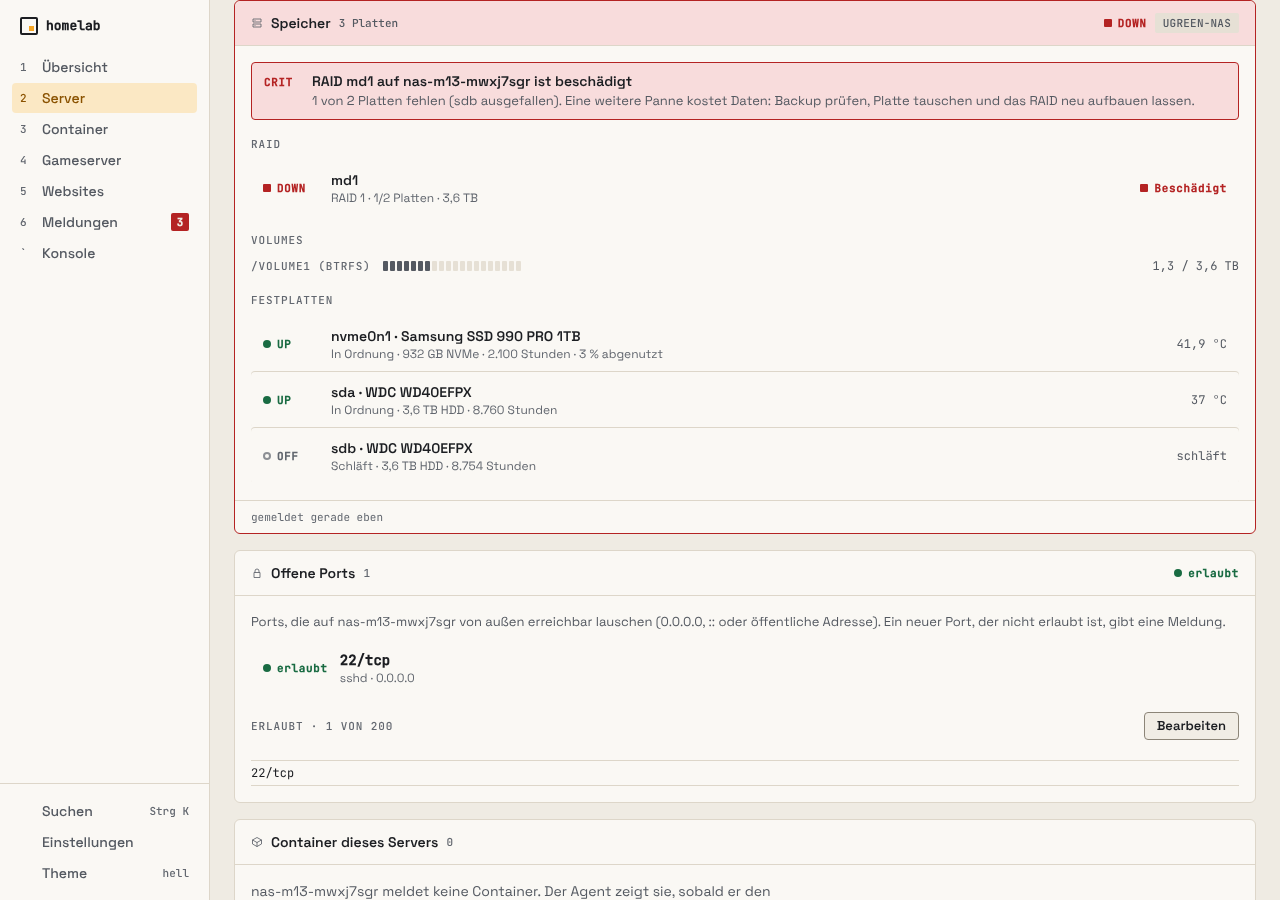 homelab
1 Übersicht
2 Server
3 Container
4 Gameserver
5 Websites
6 Meldungen 3
` Konsole
Suchen Strg K
Einstellungen
Theme hell
Speicher 3 Platten DOWN UGREEN-NAS
CRIT RAID md1 auf nas-m13-mwxj7sgr ist beschädigt
1 von 2 Platten fehlen (sdb ausgefallen). Eine weitere Panne kostet Daten: Backup prüfen, Platte tauschen und das RAID neu aufbauen lassen.
RAID
DOWN md1 Beschädigt
RAID 1 · 1/2 Platten · 3,6 TB
VOLUMES
/VOLUME1 (BTRFS) 1,3 / 3,6 TB
FESTPLATTEN
UP nvme0n1 · Samsung SSD 990 PRO 1TB 41,9 °C
In Ordnung · 932 GB NVMe · 2.100 Stunden · 3 % abgenutzt
UP sda · WDC WD40EFPX 37 °C
In Ordnung · 3,6 TB HDD · 8.760 Stunden
OFF sdb · WDC WD40EFPX schläft
Schläft · 3,6 TB HDD · 8.754 Stunden
gemeldet gerade eben
Offene Ports 1 erlaubt
Ports, die auf nas-m13-mwxj7sgr von außen erreichbar lauschen (0.0.0.0, :: oder öffentliche Adresse). Ein neuer Port, der nicht erlaubt ist, gibt eine Meldung.
erlaubt 22/tcp
sshd · 0.0.0.0
ERLAUBT · 1 VON 200 Bearbeiten
22/tcp
Container dieses Servers 0
nas-m13-mwxj7sgr meldet keine Container. Der Agent zeigt sie, sobald er den